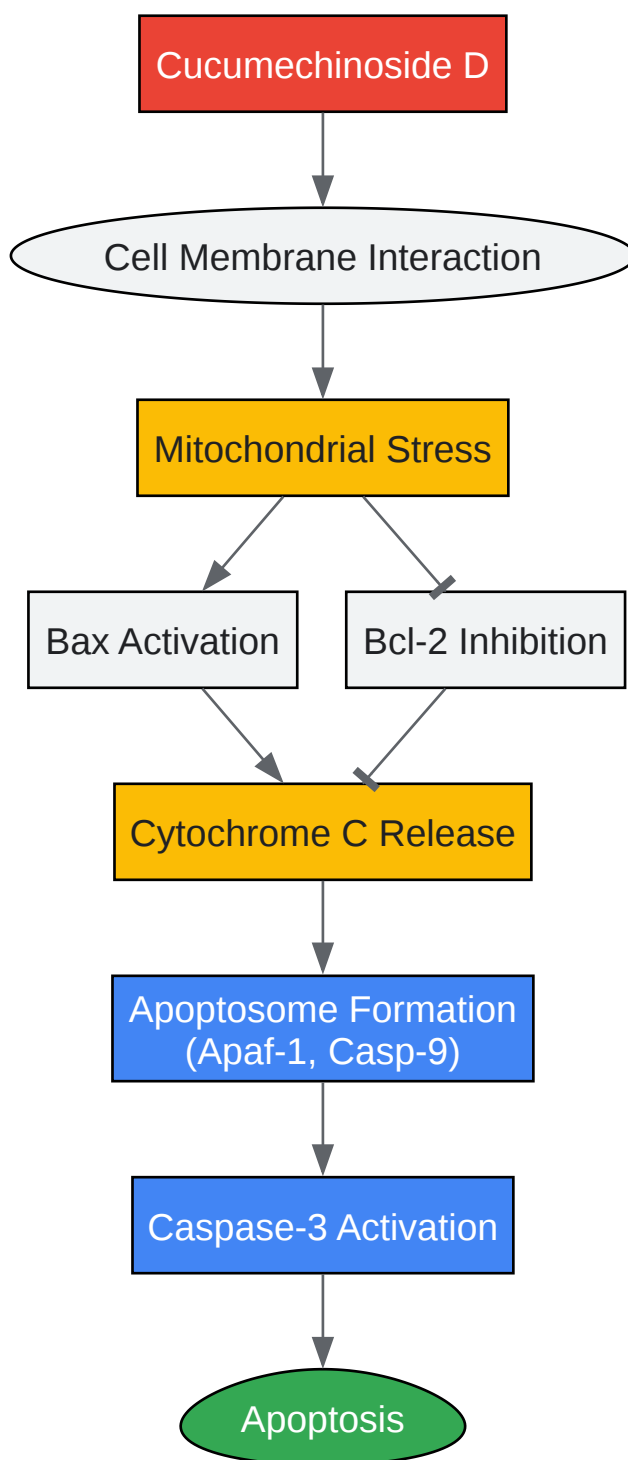 Cucumechinoside D
Cell Membrane Interaction
Mitochondrial Stress
Bax Activation
Bcl-2 Inhibition
Cytochrome C Release
Apoptosome Formation
(Apaf-1, Casp-9)
Caspase-3 Activation
Apoptosis